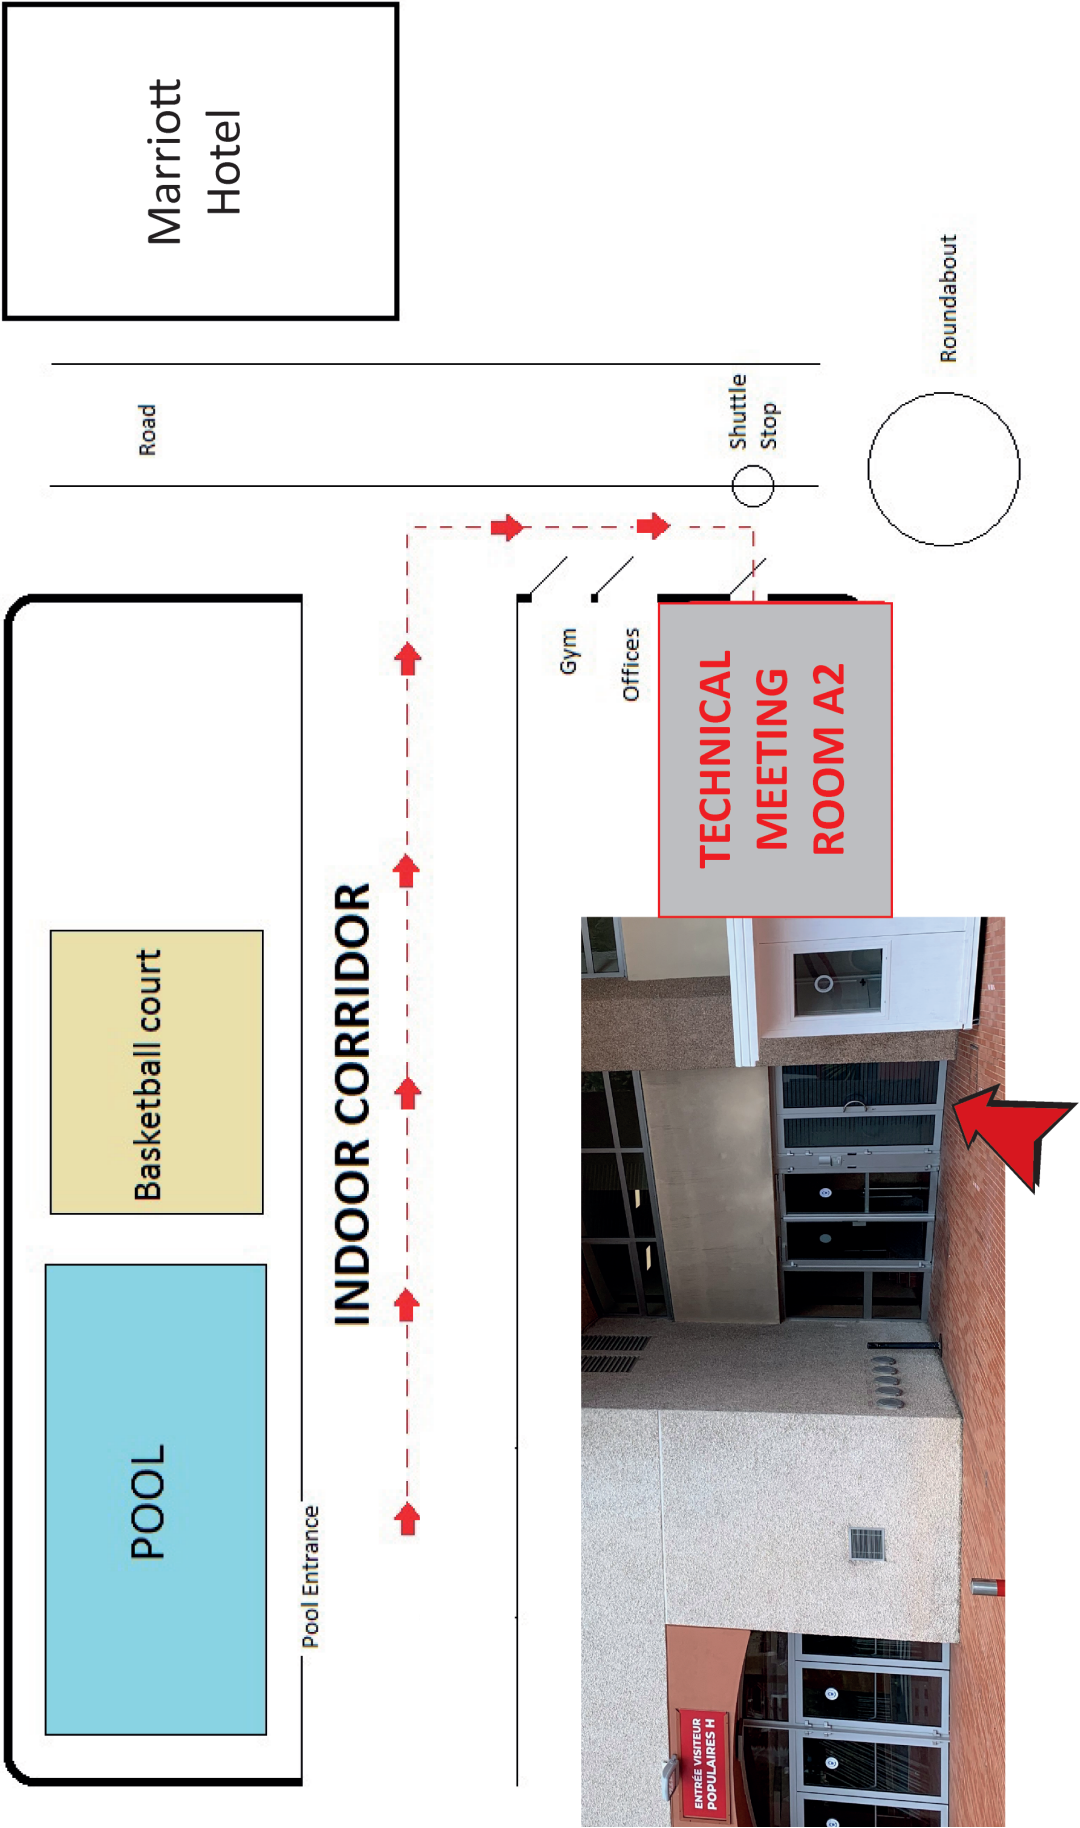 Marriott
Hotel
Road
Shuttle
Stop
Roundabout
Gym
Offices
TECHNICAL
MEETING
ROOM A2
Basketball court
INDOOR CORRIDOR
POOL
Pool Entrance
ENTRÉE VISITEUR
POPULAIRES H